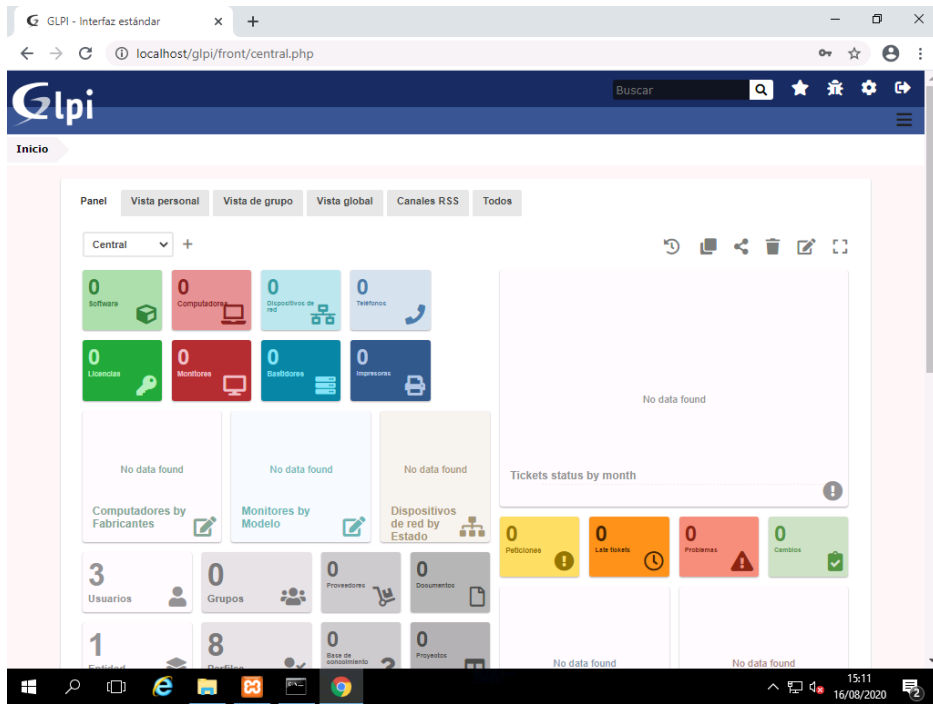 GLPI - Interfaz estándar
localhost/glpi/front/central.php
Glpi
Buscar
Inicio
Panel
Vista personal
Vista de grupo
Vista global
Canales RSS
Todos
Central
0
Software
0
Computadores
0
Dispositivos de red
0
Teléfonos
0
Licencias
0
Monitores
0
Bastidores
0
Impresoras
No data found
Computadores by
Fabricantes
No data found
Monitores by
Modelo
No data found
Dispositivos
de red by
Estado
No data found
Tickets status by month
0
Peticiones
0
Late tickets
0
Problemas
0
Cambios
3
Usuarios
0
Grupos
0
Proveedores
0
Documentos
1
Entidad
8
Perfiles
0
Base de
conocimiento
0
Proyectos
No data found
No data found
15:11
16/08/2020
2